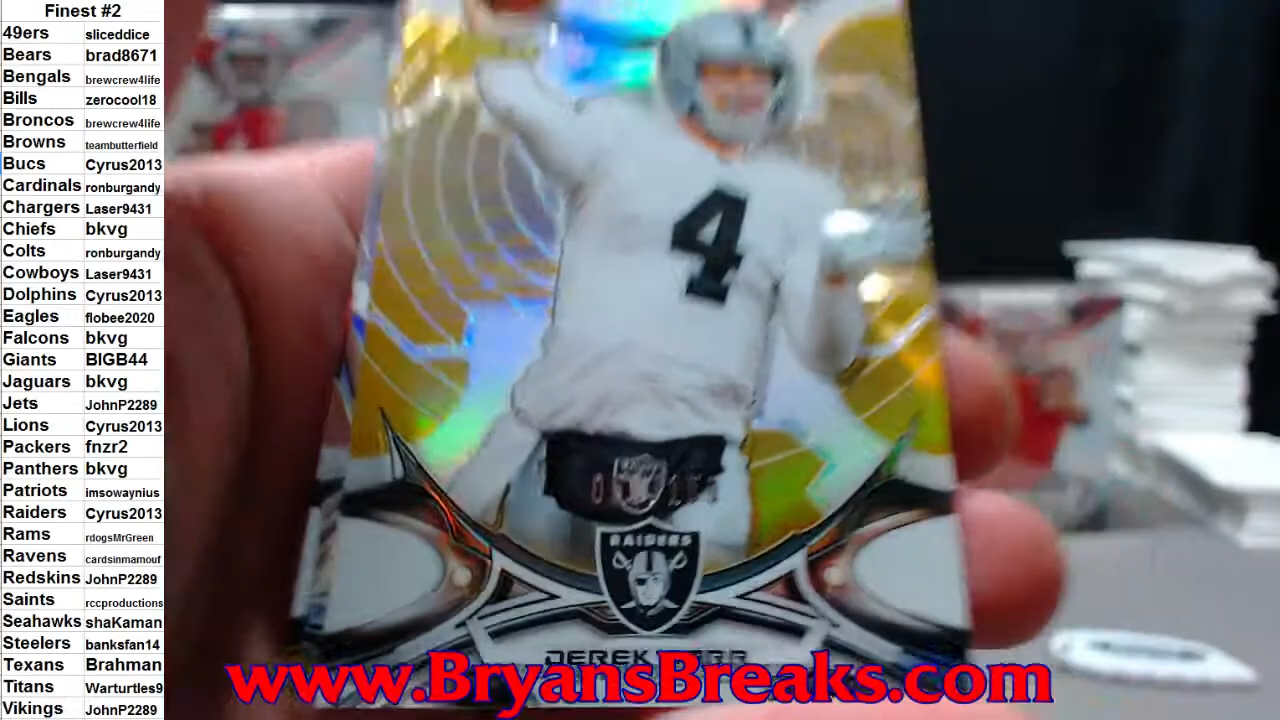 Finest #2
49ers sliceddice
Bears brad8671
Bengals brewcrew4life
Bills zerocool18
Broncos brewcrew4life
Browns teambutterfield
Bucs Cyrus2013
Cardinals ronburgandy
Chargers Laser9431
Chiefs bkvg
Colts ronburgandy
Cowboys Laser9431
Dolphins Cyrus2013
Eagles flobee2020
Falcons bkvg
Giants BIGB44
Jaguars bkvg
Jets JohnP2289
Lions Cyrus2013
Packers fnzr2
Panthers bkvg
Patriots imsowaynius
Raiders Cyrus2013
Rams rdogsMrGreen
Ravens cardsinmamouf
Redskins JohnP2289
Saints rccproductions
Seahawks shaKaman
Steelers banksfan14
Texans Brahman
Titans Warturtles9
Vikings JohnP2289
4
RAIDERS
DEREK
www.BryansBreaks.com